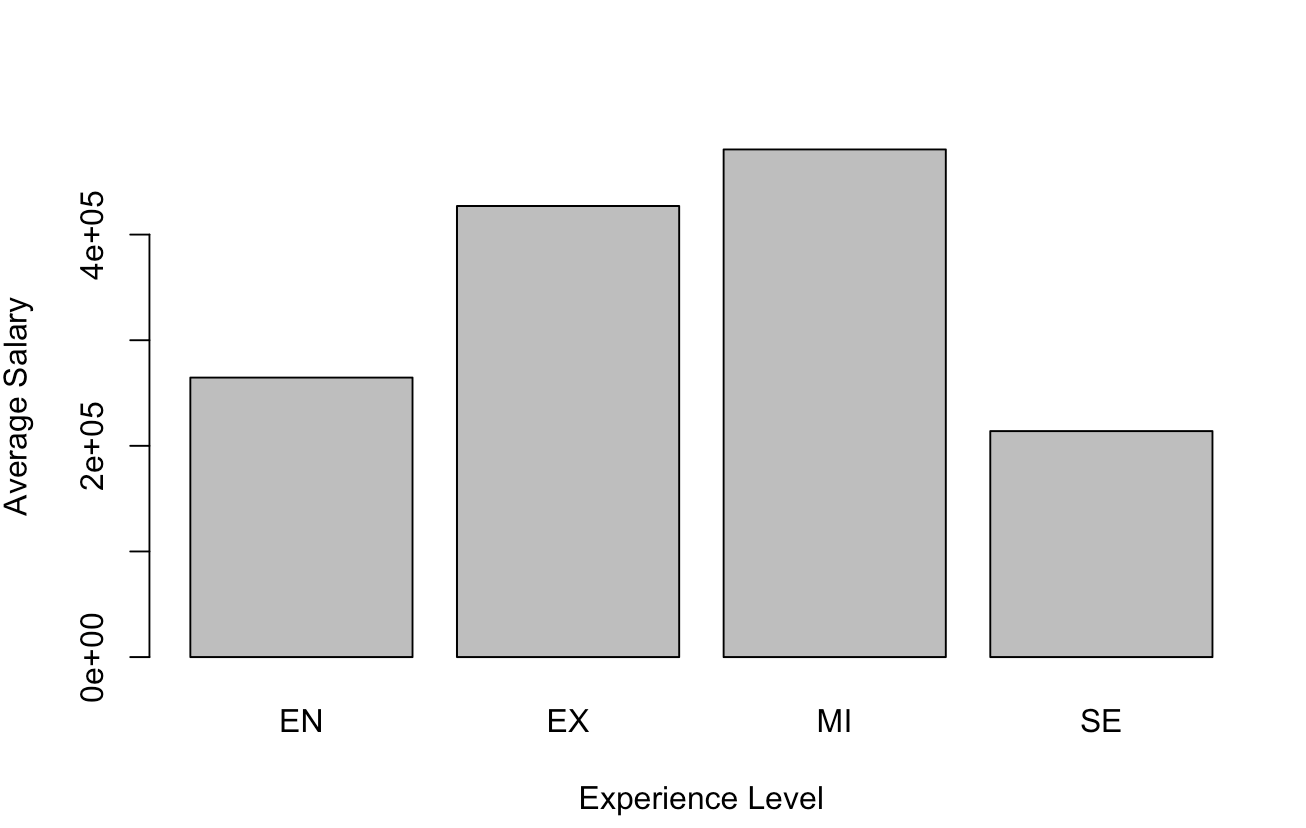 Average Salary
4e+05
2e+05
0e+00
EN EX MI SE
Experience Level